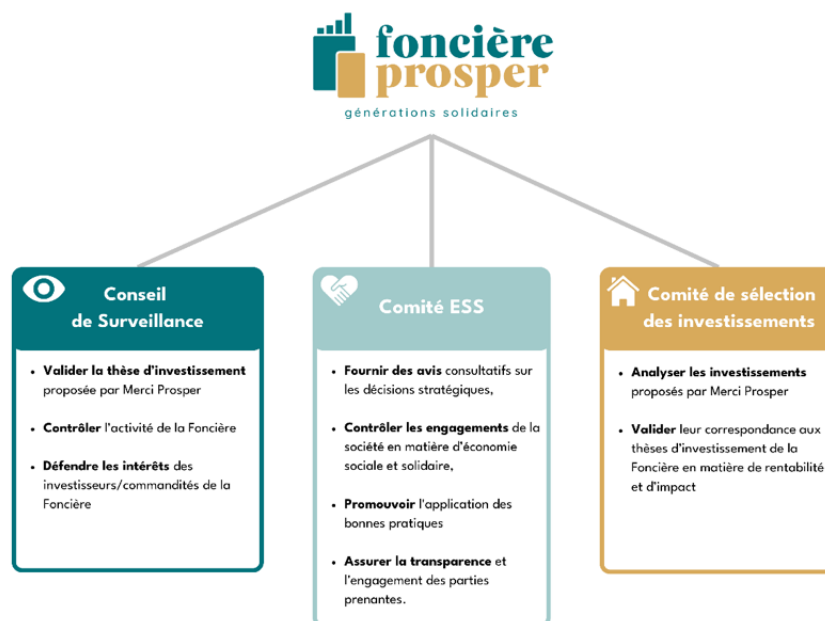 foncière
prosper
générations solidaires
Conseil
de Surveillance
• Valider la thèse d'investissement
proposée par Merci Prosper
• Contrôler l'activité de la Foncière
• Défendre les intérêts des
investisseurs/commandités de la
Foncière
Comité ESS
• Fournir des avis consultatifs sur
les décisions stratégiques,
• Contrôler les engagements de la
société en matière d'économie
sociale et solidaire,
• Promouvoir l'application des
bonnes pratiques
• Assurer la transparence et
l'engagement des parties
prenantes.
Comité de sélection
des investissements
• Analyser les investissements
proposés par Merci Prosper
• Valider leur correspondance aux
thèses d'investissement de la
Foncière en matière de rentabilité
et d'impact